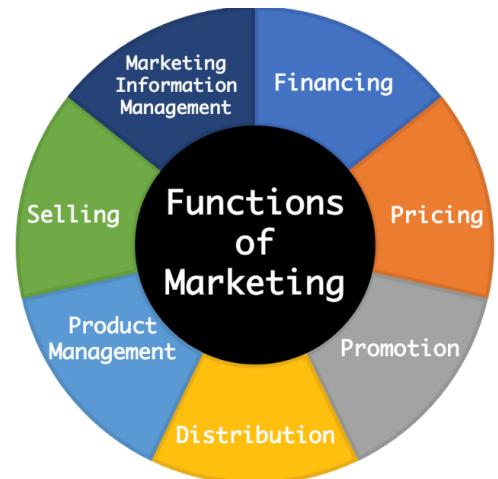 Functions
of
Marketing
Financing
Pricing
Promotion
Distribution
Product
Management
Selling
Marketing
Information
Management